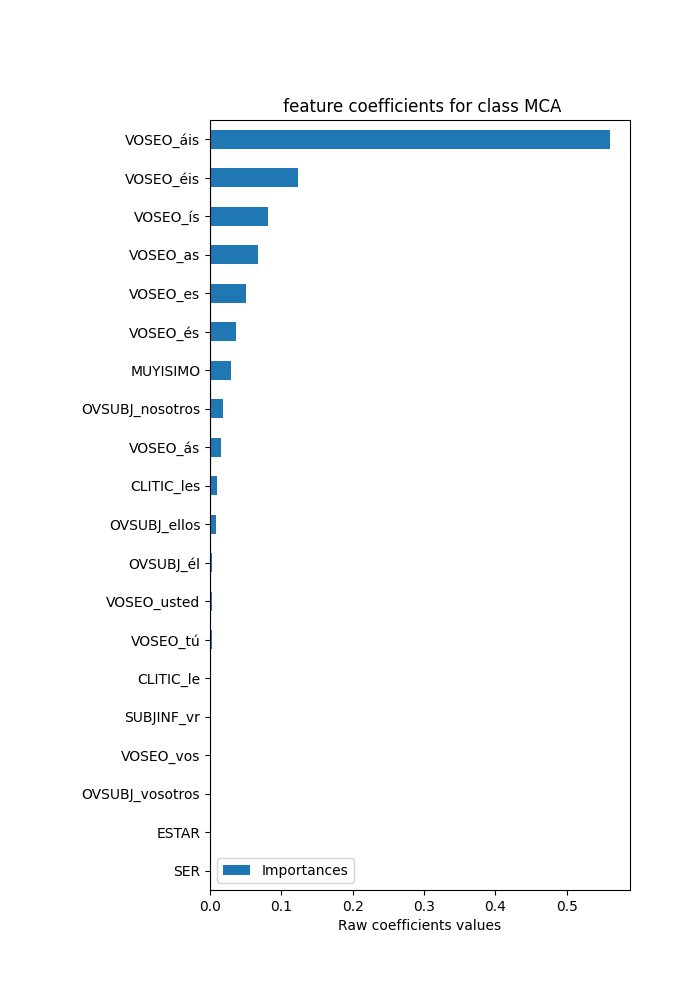 feature coefficients for class MCA
VOSEO_áis
VOSEO_éis
VOSEO_ís
VOSEO_as
VOSEO_es
VOSEO_és
MUYISIMO
OVSUBJ_nosotros
VOSEO_ás
CLITIC_les
OVSUBJ_ellos
OVSUBJ_él
VOSEO_usted
VOSEO_tú
CLITIC_le
SUBJINF_vr
VOSEO_vos
OVSUBJ_vosotros
ESTAR
SER
Importances
0.0 0.1 0.2 0.3 0.4 0.5
Raw coefficients values